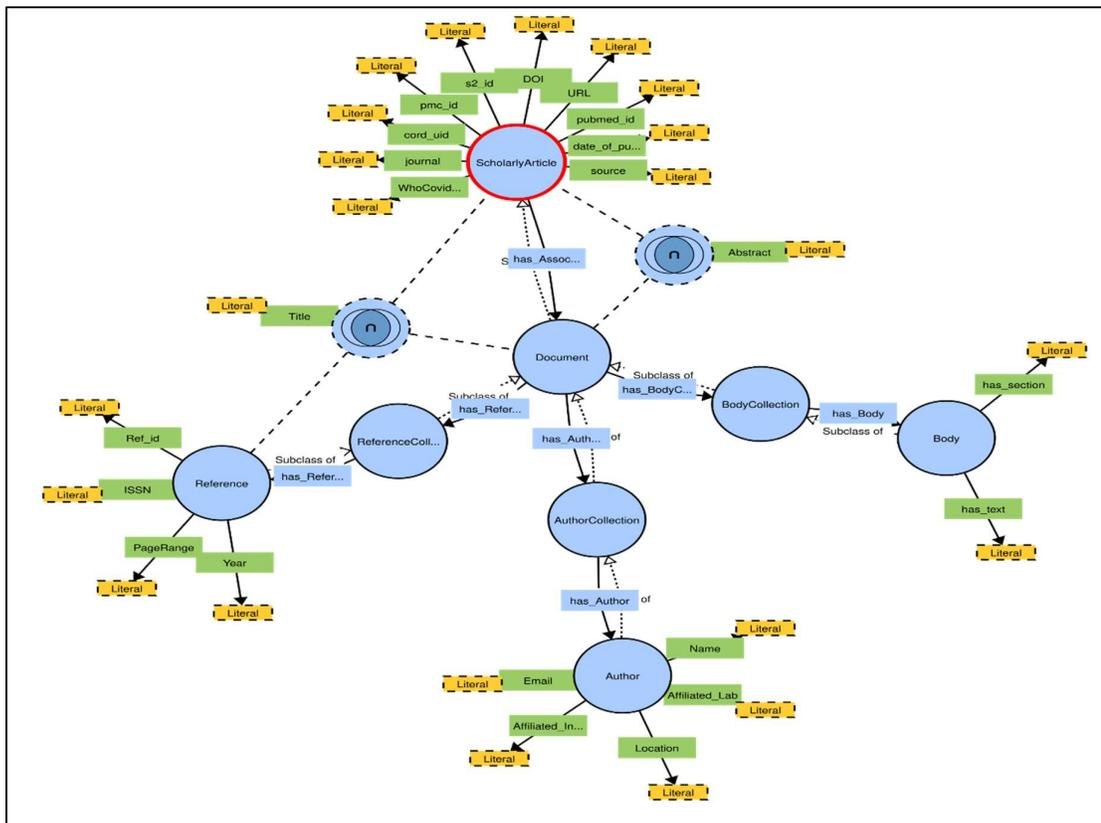 Literal
Literal
Literal
Literal
s2_id
DOI
URL
Literal
pmc_id
pubmed_id
Literal
cord_uid
date_of_pu...
Literal
Literal
journal
ScholarlyArticle
source
Literal
WhoCovid...
Literal
has_Assoc...
Abstract
Literal
Literal
Title
Document
Literal
Subclass of
has_BodyC...
Subclass of
has_Refer...
has_section
BodyCollection
has_Body
Subclass of
Body
Literal
Ref_id
ReferenceColl...
has_Auth...
of
Subclass of
has_Refer...
Reference
ISSN
Literal
has_text
AuthorCollection
Literal
PageRange
Year
Literal
Literal
has_Author
of
Literal
Name
Author
Email
Literal
Affiliated_Lab
Literal
Affiliated_In...
Location
Literal
Literal